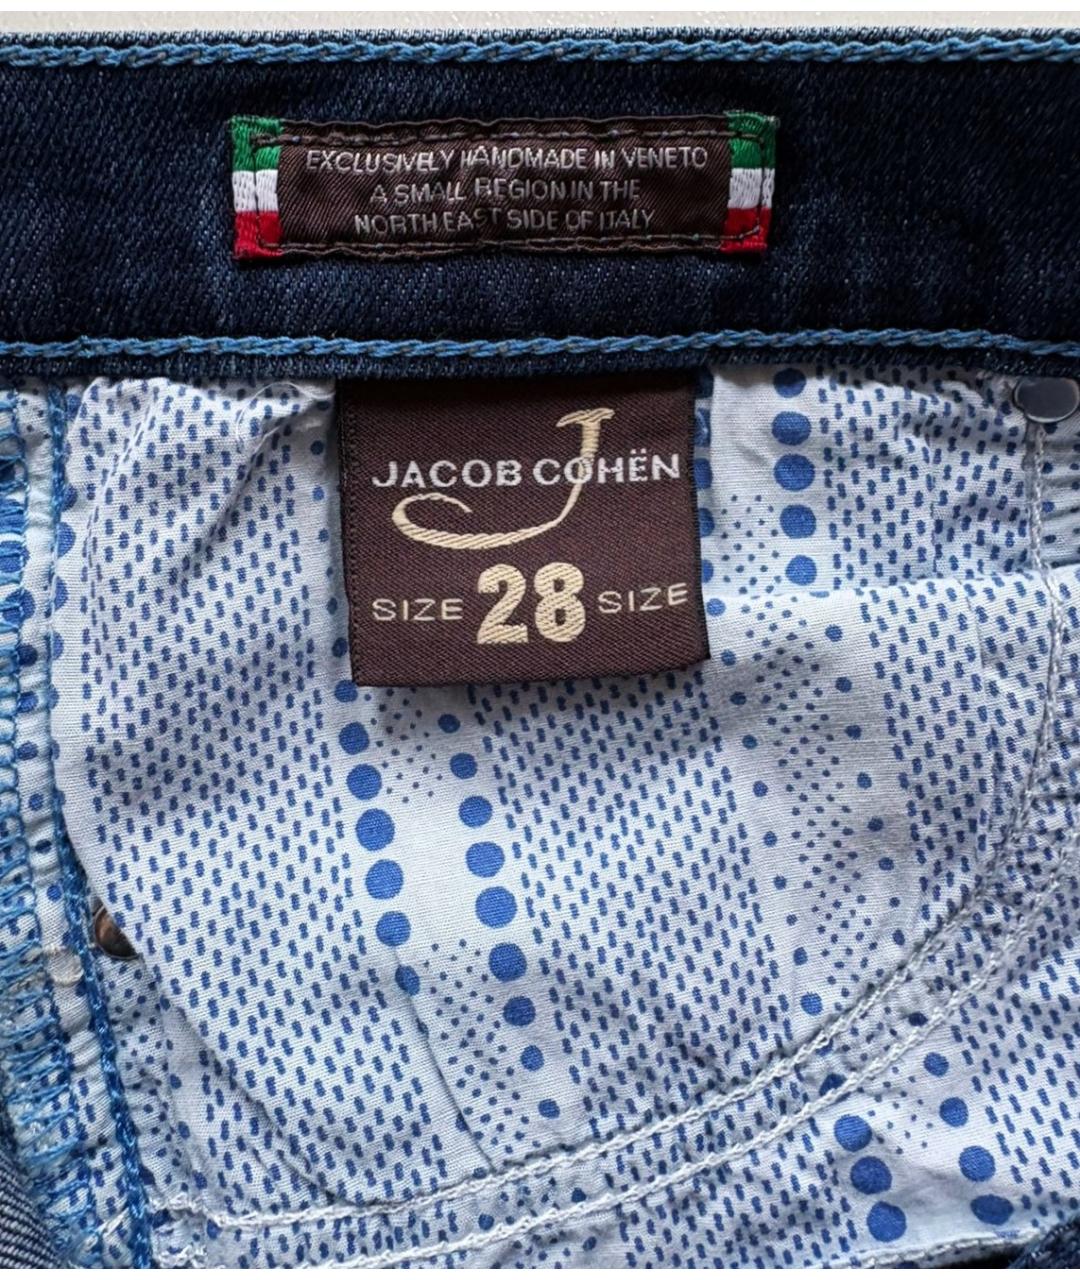 EXCLUSIVELY HANDMADE IN VENETO
A SMALL REGION IN THE
NORTH EAST SIDE OF ITALY
J
JACOB COHËN
SIZE 28 SIZE